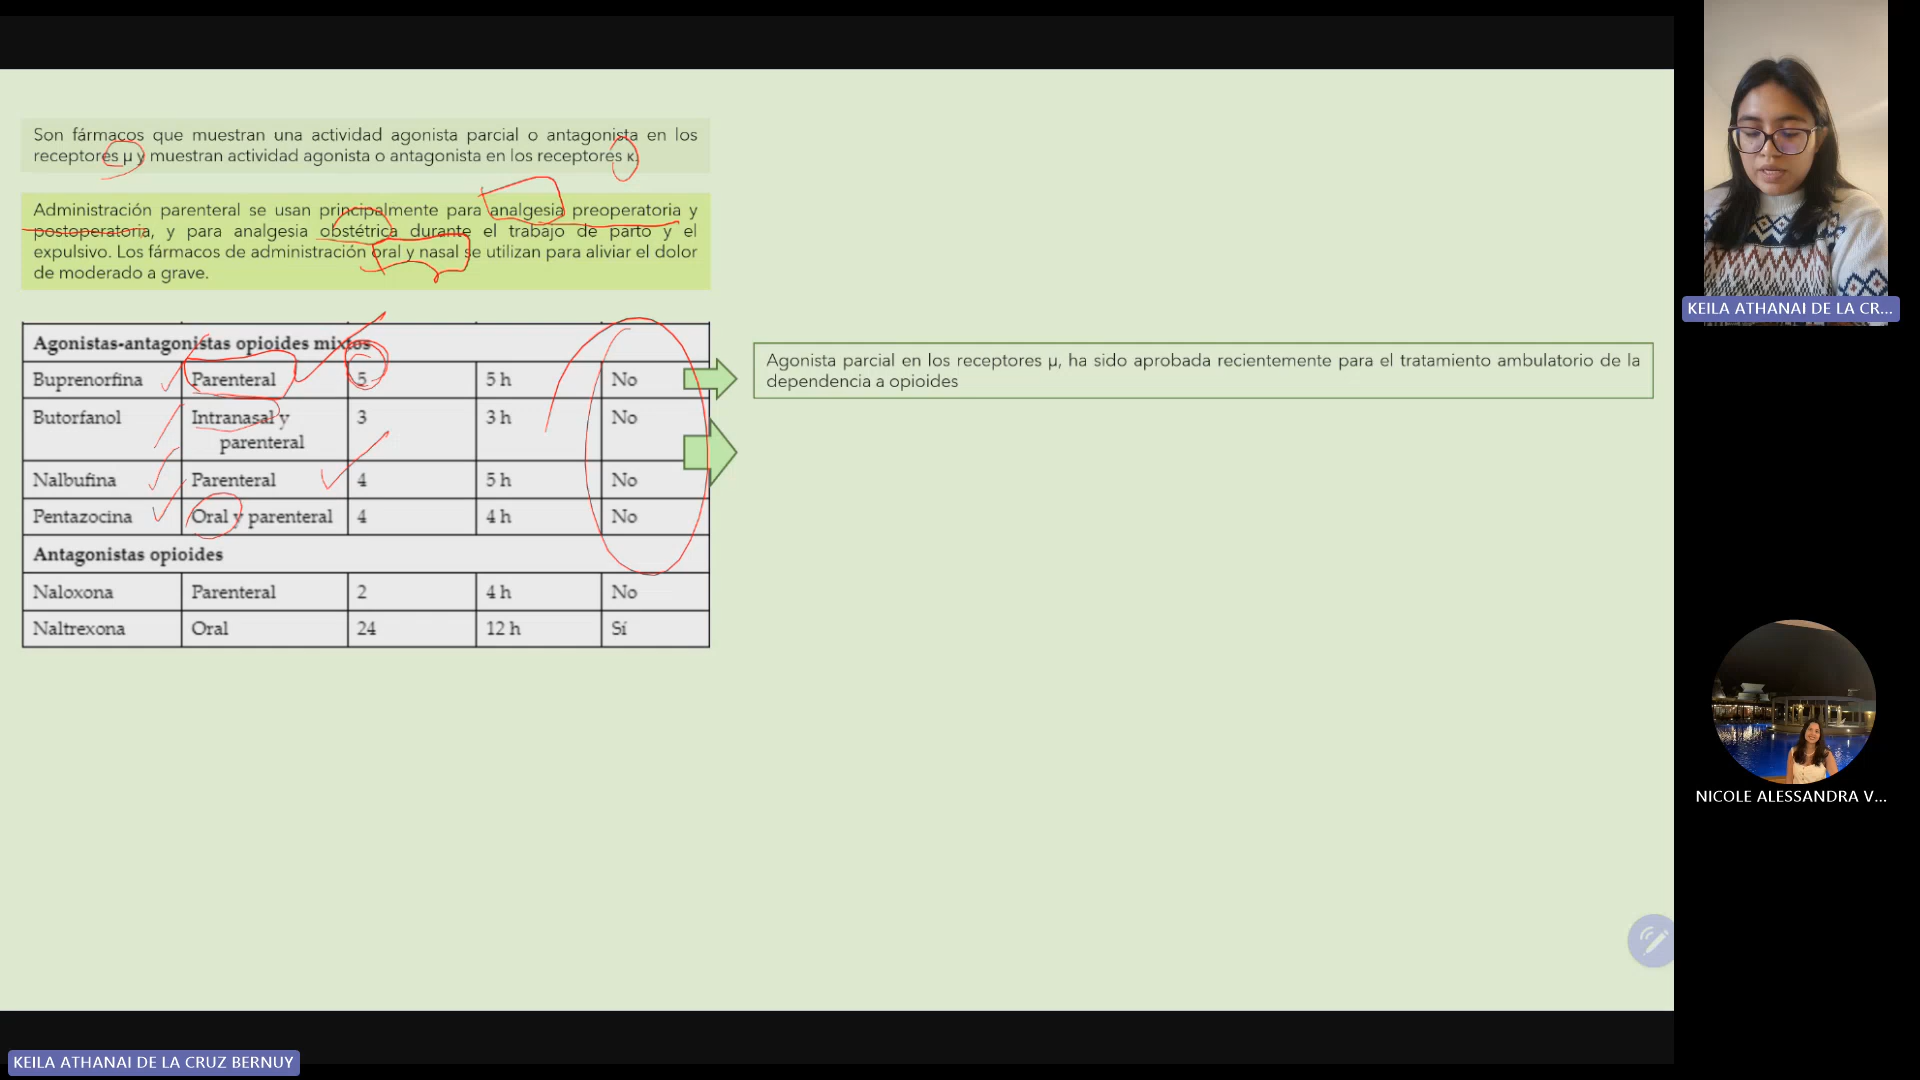 Son fármacos que muestran una actividad agonista parcial o antagonista en los
receptores μ y muestran actividad agonista o antagonista en los receptores κ.
Administración parenteral se usan principalmente para analgesia preoperatoria y
postoperatoria, y para analgesia obstétrica durante el trabajo de parto y el
expulsivo. Los fármacos de administración oral y nasal se utilizan para aliviar el dolor
de moderado a grave.
Agonistas-antagonistas opioides mixtos
Buprenorfina Parenteral 5 5 h No
Butorfanol Intranasal y parenteral 3 3 h No
Nalbufina Parenteral 4 5 h No
Pentazocina Oral y parenteral 4 4 h No
Antagonistas opioides
Naloxona Parenteral 2 4 h No
Naltrexona Oral 24 12 h Sí
Agonista parcial en los receptores μ, ha sido aprobada recientemente para el tratamiento ambulatorio de la
dependencia a opioides
KEILA ATHANAI DE LA CR...
NICOLE ALESSANDRA V...
KEILA ATHANAI DE LA CRUZ BERNUY